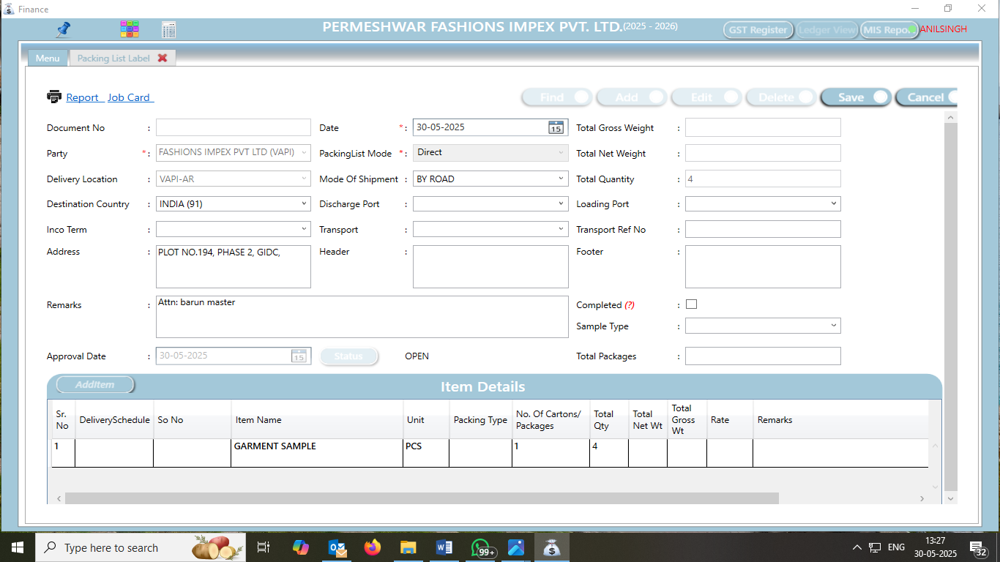 Finance
PERMESHWAR FASHIONS IMPEX PVT. LTD.(2025 - 2026)
GST Register
Ledger View
MIS Repor
ANILSINGH
Menu
Packing List Label
Report
Job Card
Find
Add
Edit
Delete
Save
Cancel
Document No :
Date *: 30-05-2025
15
Total Gross Weight :
Party *: FASHIONS IMPEX PVT LTD (VAPI)
PackingList Mode *: Direct
Total Net Weight :
Delivery Location : VAPI-AR
Mode Of Shipment : BY ROAD
Total Quantity : 4
Destination Country : INDIA (91)
Discharge Port :
Loading Port :
Inco Term :
Transport :
Transport Ref No :
Address : PLOT NO.194, PHASE 2, GIDC,
Header :
Footer :
Remarks : Attn: barun master
Completed (?) :
Sample Type :
Approval Date : 30-05-2025
15
Status
OPEN
Total Packages :
AddItem
Item Details
Sr. No
DeliverySchedule
So No
Item Name
Unit
Packing Type
No. Of Cartons/ Packages
Total Qty
Total Net Wt
Total Gross Wt
Rate
Remarks
1 GARMENT SAMPLE PCS 1 4
Type here to search
99+
ENG
13:27
30-05-2025
32